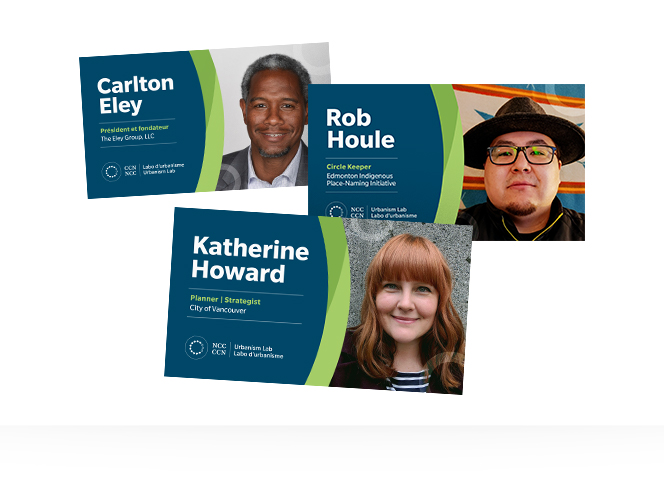 Carlton
Eley
Président et fondateur
The Eley Group, LLC
CCN
NCC
Labo d'urbanisme
Urbanism Lab
Rob
Houle
Circle Keeper
Edmonton Indigenous
Place-Naming Initiative
NCC
CCN
Urbanism Lab
Labo d'urbanisme
Katherine
Howard
Planner | Strategist
City of Vancouver
NCC
CCN
Urbanism Lab
Labo d'urbanisme